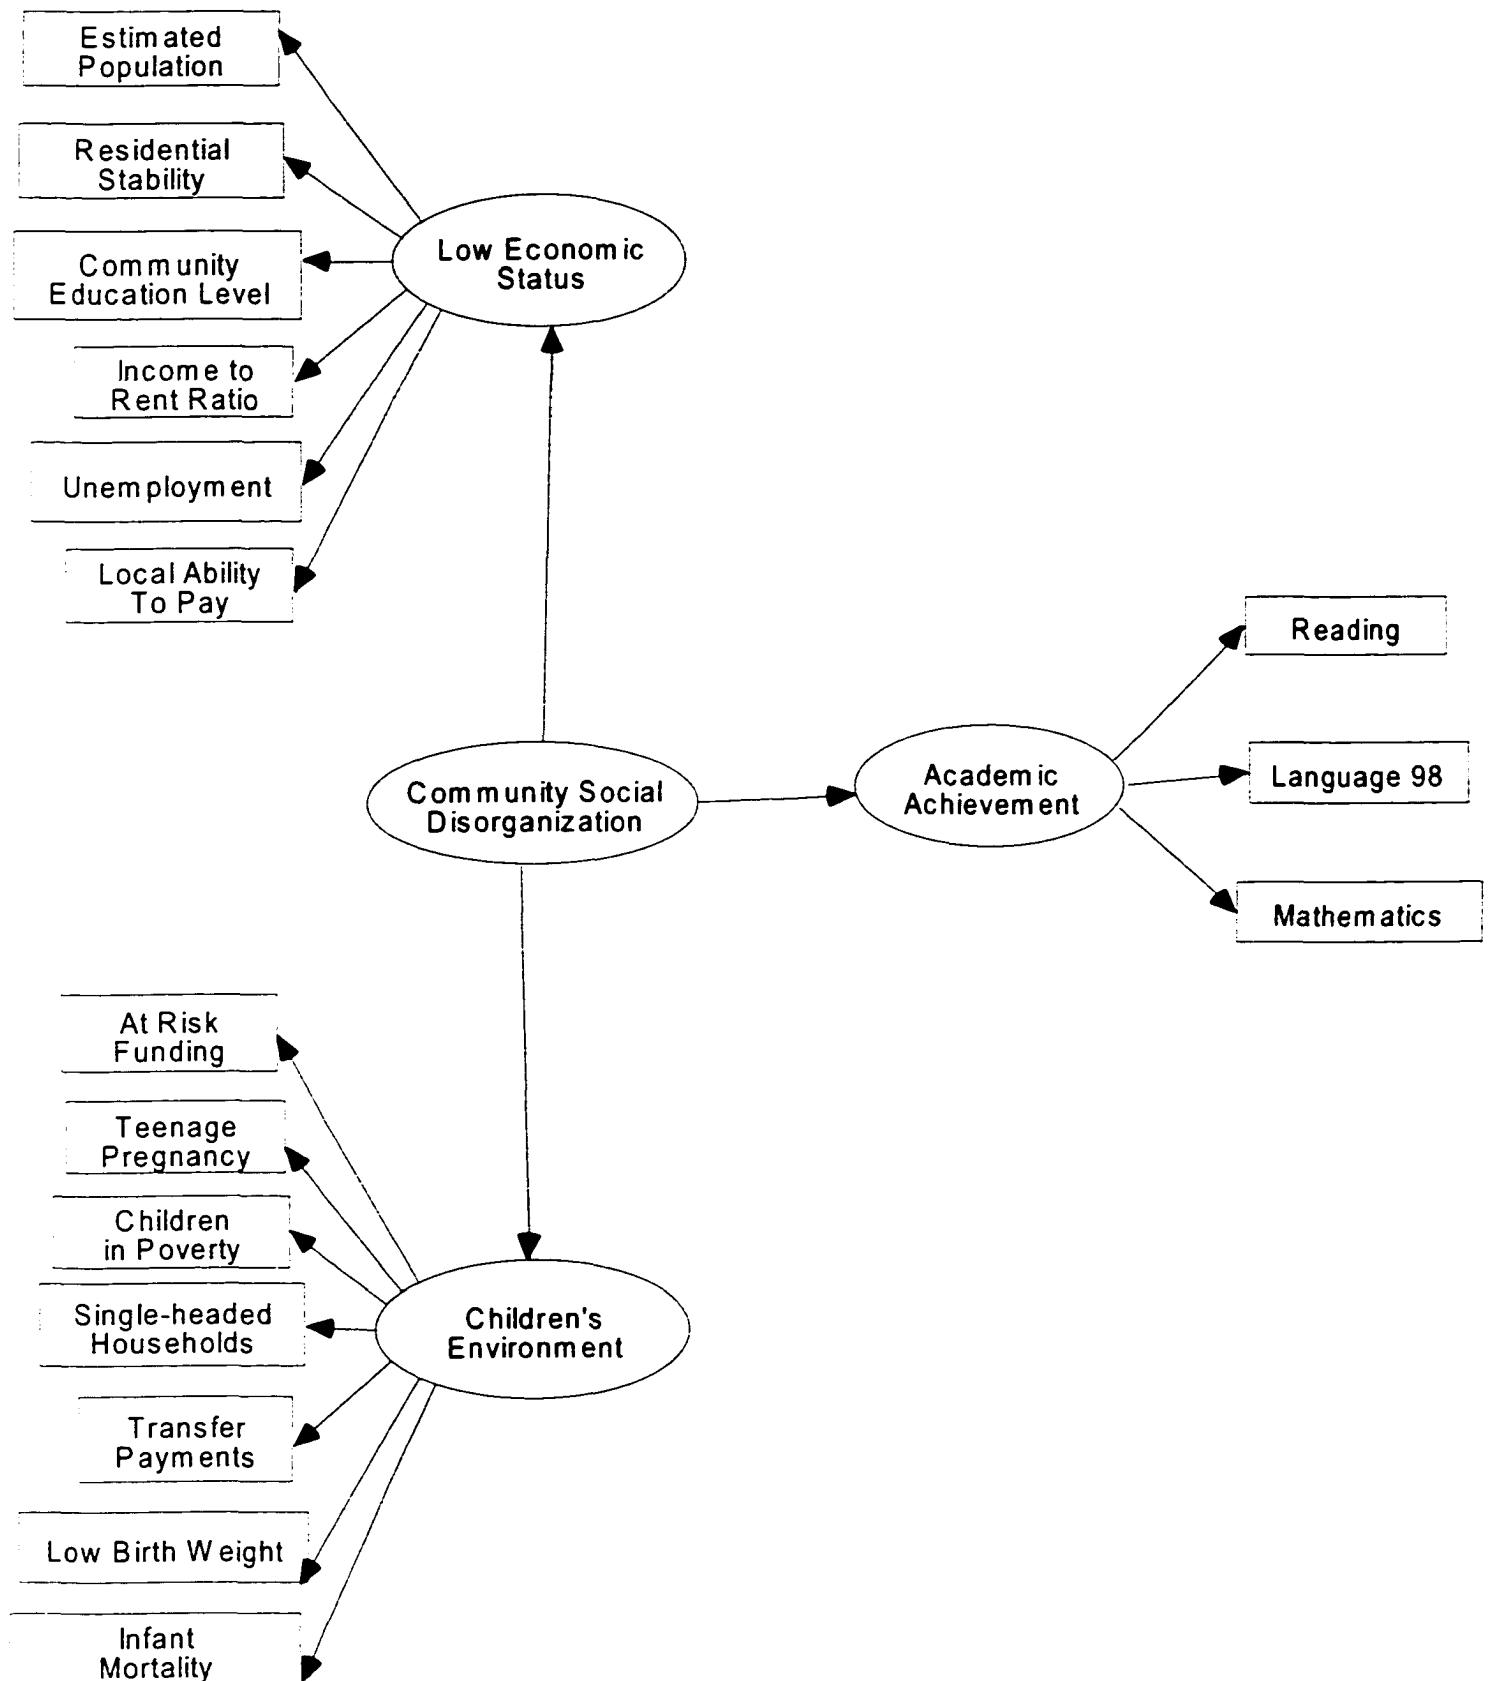 Estimated
Population
Residential
Stability
Community
Education Level
Income to
Rent Ratio
Unemployment
Local Ability
To Pay
Low Economic
Status
Community Social
Disorganization
Academic
Achievement
Reading
Language 98
Mathematics
At Risk
Funding
Teenage
Pregnancy
Children
in Poverty
Single-headed
Households
Transfer
Payments
Low Birth Weight
Infant
Mortality
Children's
Environment